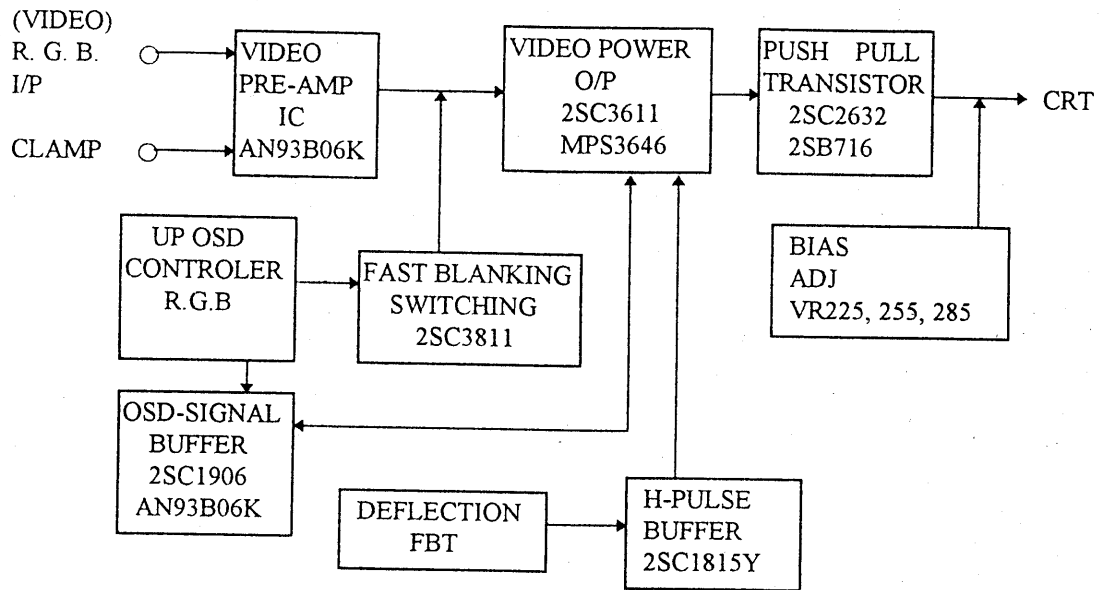 (VIDEO)
R. G. B.
I/P
CLAMP
VIDEO
PRE-AMP
IC
AN93B06K
VIDEO POWER
O/P
2SC3611
MPS3646
PUSH PULL
TRANSISTOR
2SC2632
2SB716
CRT
UP OSD
CONTROLER
R.G.B
FAST BLANKING
SWITCHING
2SC3811
BIAS
ADJ
VR225, 255, 285
OSD-SIGNAL
BUFFER
2SC1906
AN93B06K
DEFLECTION
FBT
H-PULSE
BUFFER
2SC1815Y